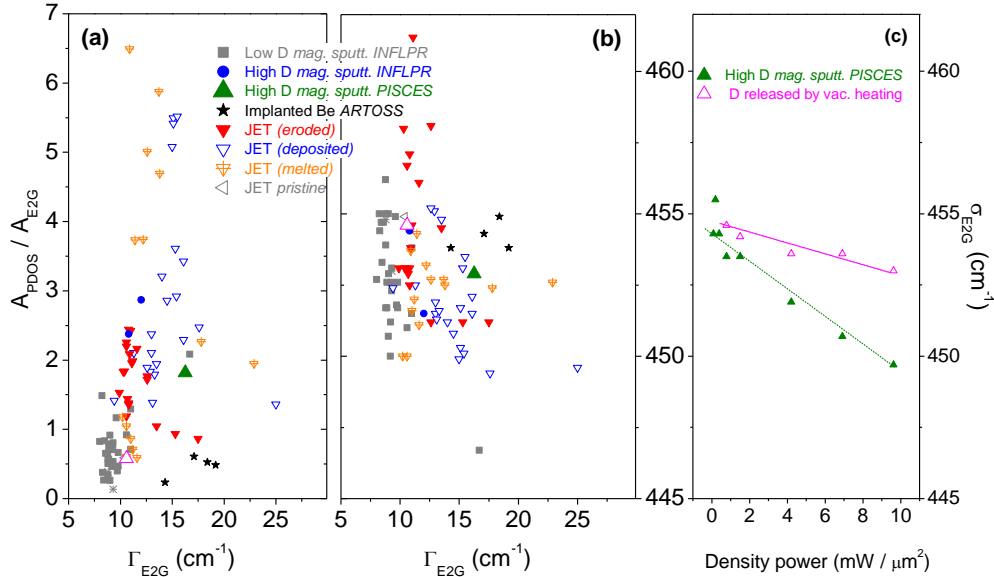 (a)
(b)
(c)
Low D mag. sputt. INFLPR
High D mag. sputt. INFLPR
High D mag. sputt. PISCES
Implanted Be ARTOSS
JET (eroded)
JET (deposited)
JET (melted)
JET pristine
High D mag. sputt. PISCES
D released by vac. heating
A_PDOS / A_E2G
7
6
5
4
3
2
1
0
5 10 15 20 25
Γ_E2G (cm⁻¹)
5 10 15 20 25
Γ_E2G (cm⁻¹)
460
455
450
445
0 2 4 6 8 10
Density power (mW / μm²)
460
455
450
445
σ_E2G (cm⁻¹)